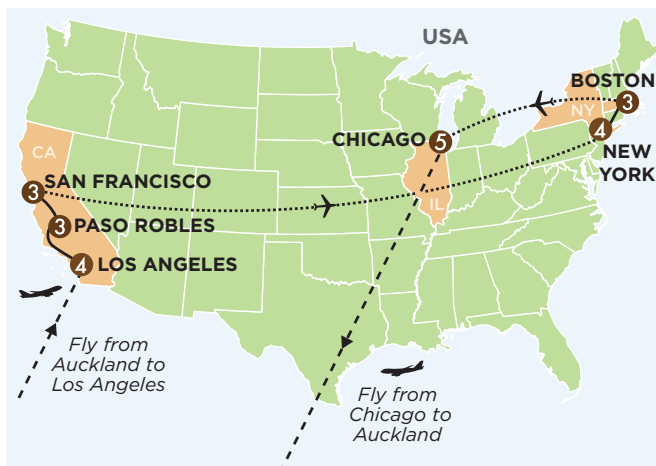 USA
BOSTON
3
NY
4
NEW
YORK
CHICAGO 5
CA
3 SAN FRANCISCO
IL
3 PASO ROBLES
4 LOS ANGELES
Fly from
Auckland to
Los Angeles
Fly from
Chicago to
Auckland